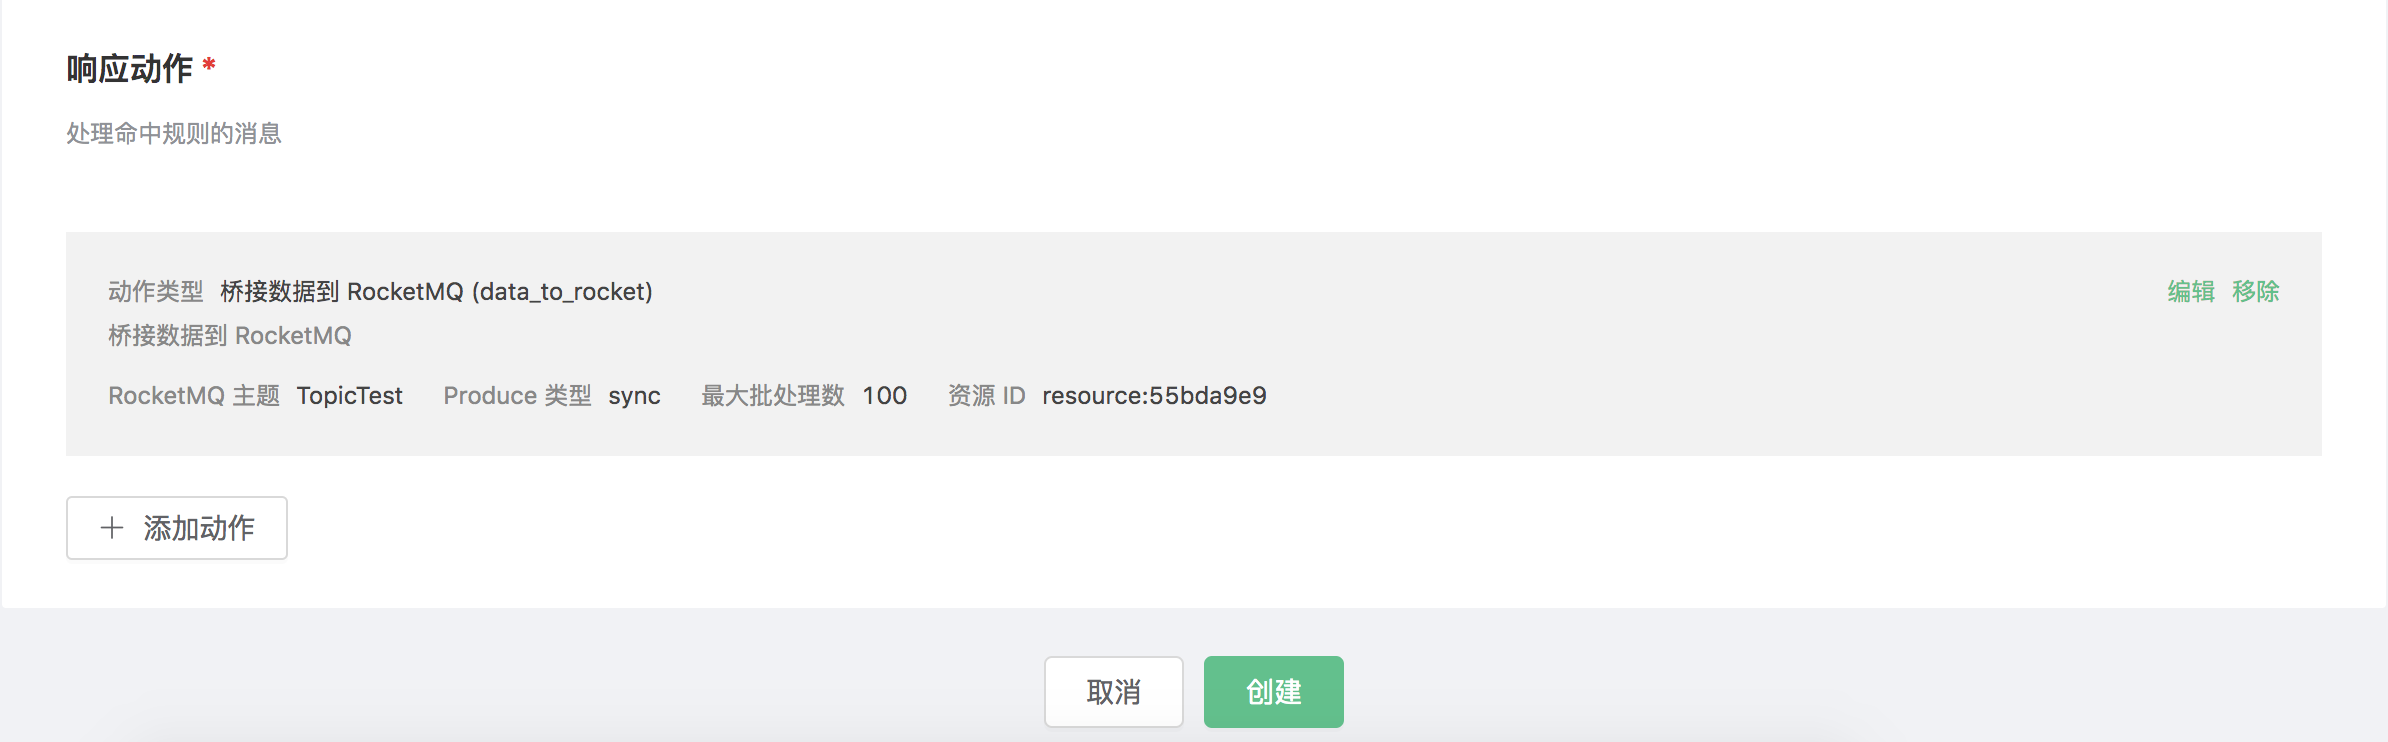 响应动作 *
处理命中规则的消息
动作类型 桥接数据到 RocketMQ (data_to_rocket) 编辑 移除
桥接数据到 RocketMQ
RocketMQ 主题 TopicTest Produce 类型 sync 最大批处理数 100 资源 ID resource:55bda9e9
+ 添加动作
取消 创建